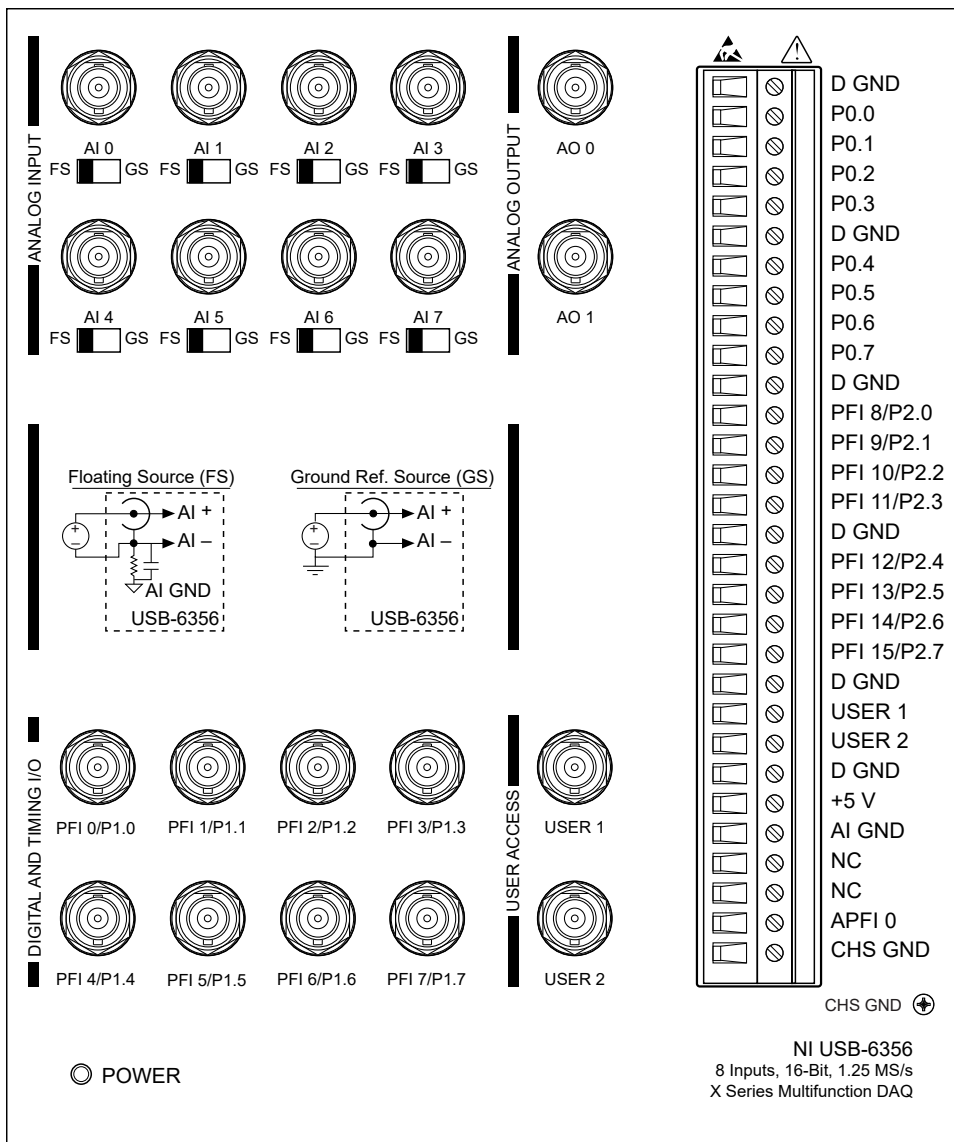 ANALOG INPUT
AI 0 AI 1 AI 2 AI 3
FS GS FS GS FS GS FS GS
AI 4 AI 5 AI 6 AI 7
FS GS FS GS FS GS FS GS
ANALOG OUTPUT
AO 0
AO 1
Floating Source (FS)
+
–
AI +
AI –
AI GND
USB-6356
Ground Ref. Source (GS)
+
–
AI +
AI –
USB-6356
DIGITAL AND TIMING I/O
PFI 0/P1.0 PFI 1/P1.1 PFI 2/P1.2 PFI 3/P1.3
PFI 4/P1.4 PFI 5/P1.5 PFI 6/P1.6 PFI 7/P1.7
USER ACCESS
USER 1
USER 2
POWER
D GND
P0.0
P0.1
P0.2
P0.3
D GND
P0.4
P0.5
P0.6
P0.7
D GND
PFI 8/P2.0
PFI 9/P2.1
PFI 10/P2.2
PFI 11/P2.3
D GND
PFI 12/P2.4
PFI 13/P2.5
PFI 14/P2.6
PFI 15/P2.7
D GND
USER 1
USER 2
D GND
+5 V
AI GND
NC
NC
APFI 0
CHS GND
CHS GND
NI USB-6356
8 Inputs, 16-Bit, 1.25 MS/s
X Series Multifunction DAQ